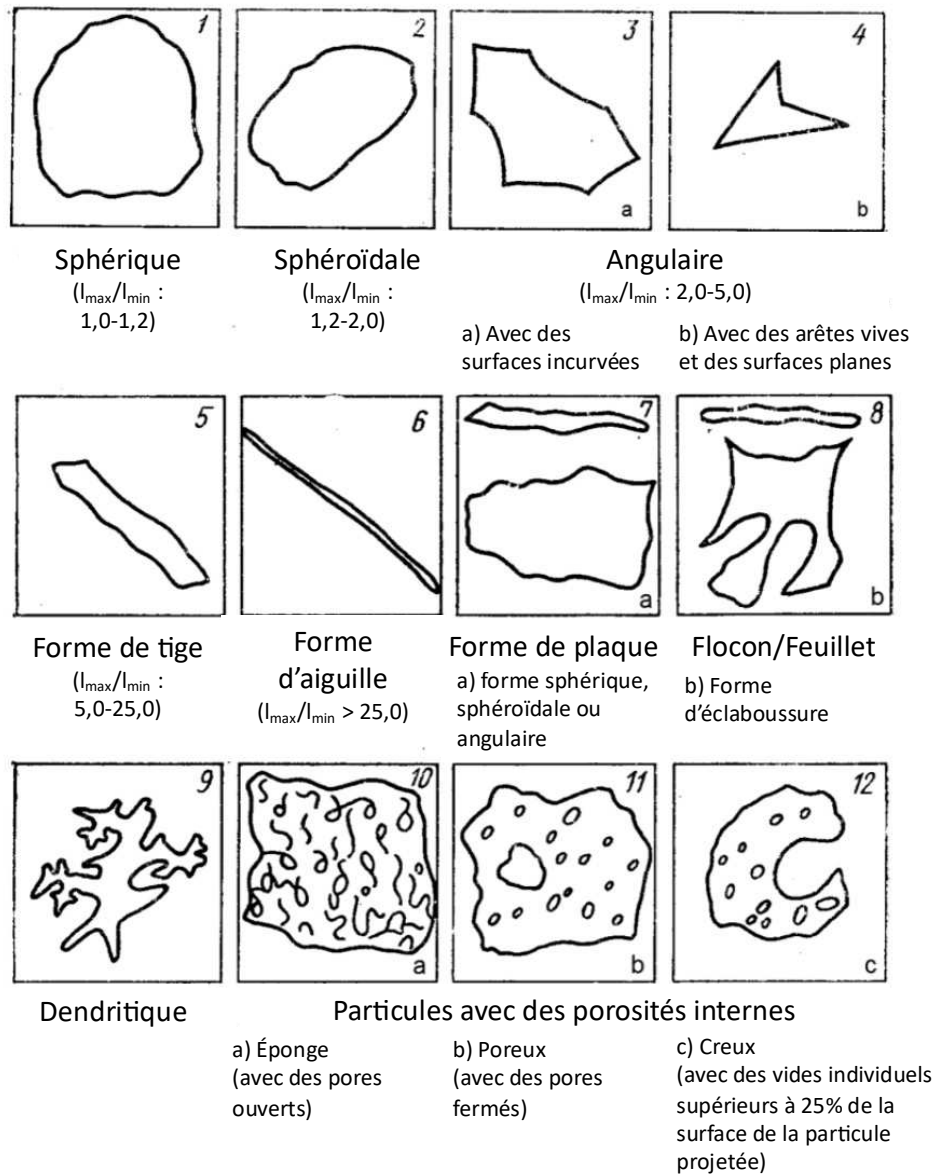 1
2
3
a
4
b
Sphérique
(lmax/lmin :
1,0-1,2)
Sphéroïdale
(lmax/lmin :
1,2-2,0)
Angulaire
(lmax/lmin : 2,0-5,0)
a) Avec des
surfaces incurvées
b) Avec des arêtes vives
et des surfaces planes
5
6
7
a
8
b
Forme de tige
(lmax/lmin :
5,0-25,0)
Forme
d’aiguille
(lmax/lmin > 25,0)
Forme de plaque
a) forme sphérique,
sphéroïdale ou
angulaire
Flocon/Feuillet
b) Forme
d’éclaboussure
9
10
a
11
b
12
c
Dendritique
Particules avec des porosités internes
a) Éponge
(avec des pores
ouverts)
b) Poreux
(avec des pores
fermés)
c) Creux
(avec des vides individuels
supérieurs à 25% de la
surface de la particule
projetée)